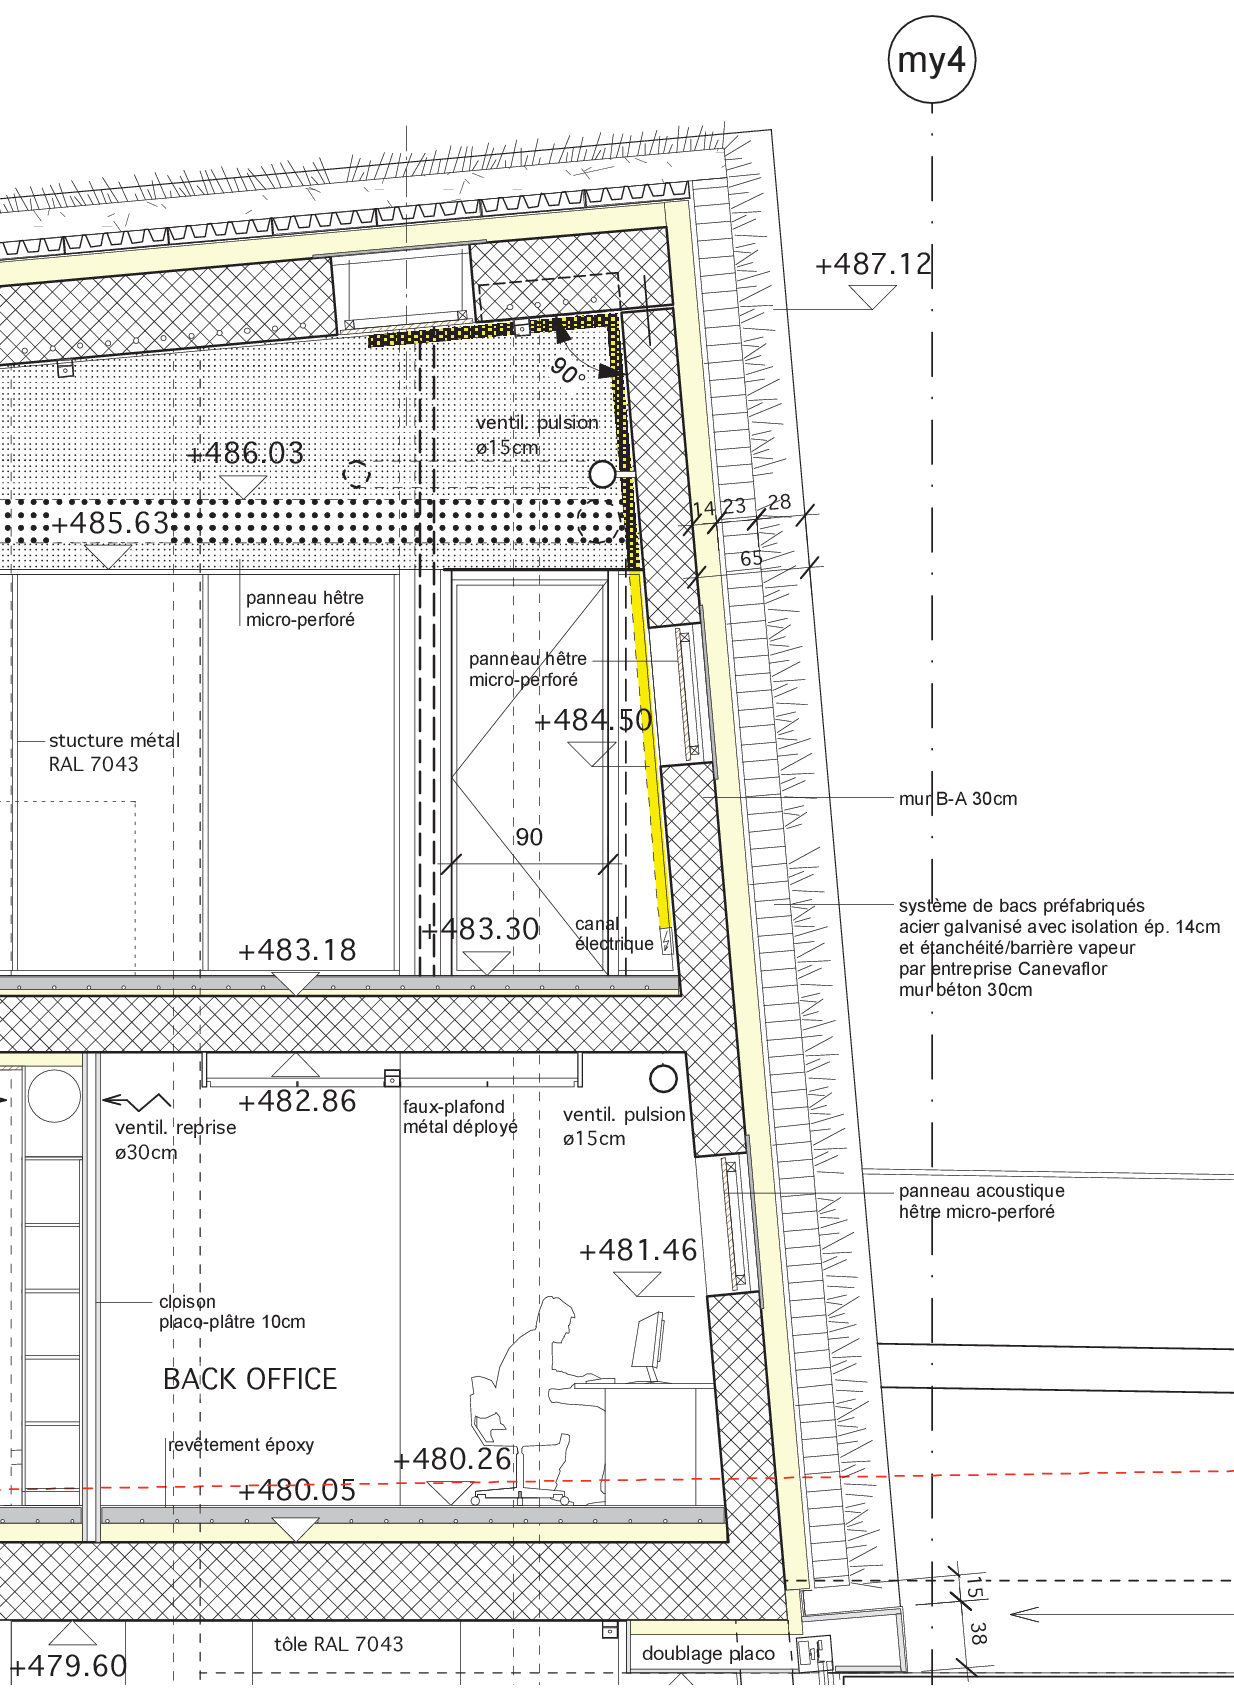 my4
+487.12
90°
ventil. pulsion
ø15cm
+486.03
+485.63
14
23
28
65
panneau hêtre
micro-perforé
panneau hêtre
micro-perforé
+484.50
stucture métal
RAL 7043
mur B-A 30cm
90
système de bacs préfabriqués
acier galvanisé avec isolation ép. 14cm
et étanchéité/barrière vapeur
par entreprise Canevaflor
mur béton 30cm
+483.30
canal
électrique
+483.18
+482.86
faux-plafond
métal déployé
ventil. pulsion
ø15cm
ventil. reprise
ø30cm
panneau acoustique
hêtre micro-perforé
+481.46
cloison
placo-plâtre 10cm
BACK OFFICE
revêtement époxy
+480.26
+480.05
15
38
tôle RAL 7043
doublage placo
+479.60